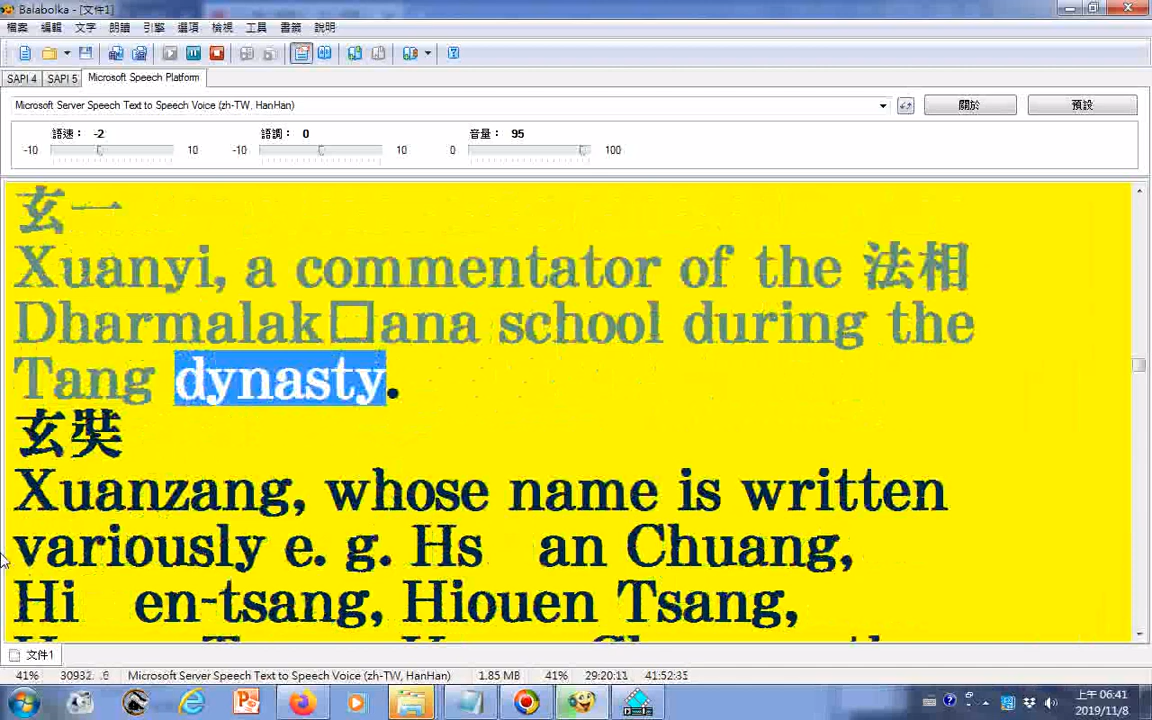 Balabolka - [文件1]
檔案 編輯 文字 朗讀 引擎 選項 檢視 工具 書籤 說明
SAPI 4 SAPI 5 Microsoft Speech Platform
Microsoft Server Speech Text to Speech Voice (zh-TW, HanHan) 關於 預設
語速： -2 語調： 0 音量： 95
-10 10 -10 10 0 100
玄一
Xuanyi, a commentator of the 法相
Dharmalak□ana school during the
Tang dynasty.
玄奘
Xuanzang, whose name is written
variously e. g. Hs an Chuang,
Hi en-tsang, Hiouen Tsang,
文件1
41% Microsoft Server Speech Text to Speech Voice (zh-TW, HanHan) 1.85 MB 41% 29:20:11 41:52:35
上午 06:41
2019/11/8